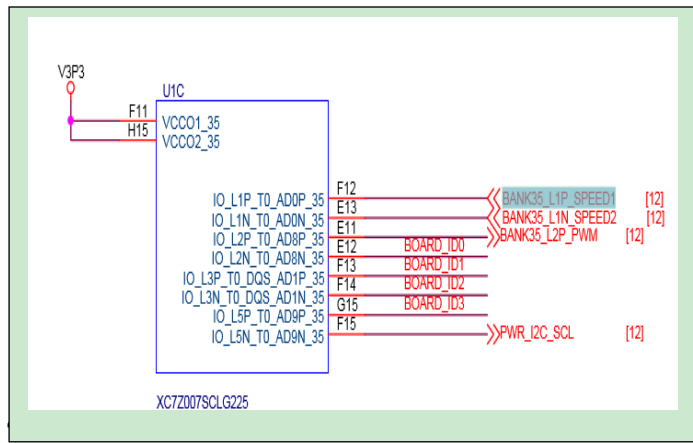 V3P3
U1C
F11 VCCO1_35
H15 VCCO2_35
IO_L1P_T0_AD0P_35 F12 BANK35_L1P_SPEED1 [12]
IO_L1N_T0_AD0N_35 E13 BANK35_L1N_SPEED2 [12]
IO_L2P_T0_AD8P_35 E11 BANK35_L2P_PWM [12]
IO_L2N_T0_AD8N_35 E12 BOARD_ID0
IO_L3P_T0_DQS_AD1P_35 F13 BOARD_ID1
IO_L3N_T0_DQS_AD1N_35 F14 BOARD_ID2
IO_L5P_T0_AD9P_35 G15 BOARD_ID3
IO_L5N_T0_AD9N_35 F15 PWR_I2C_SCL [12]
XC7Z007SCLG225